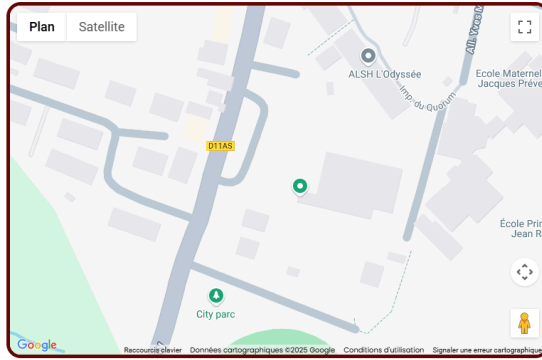 Plan Satellite
ALSH L'Odyssée
All. Yves M
Ecole Maternel
Jacques Préve
Imp. du Quorum
D11AS
École Prin
Jean R
City parc
Google
Raccourcis clavier Données cartographiques ©2025 Google Conditions d'utilisation Signaler une erreur cartographique